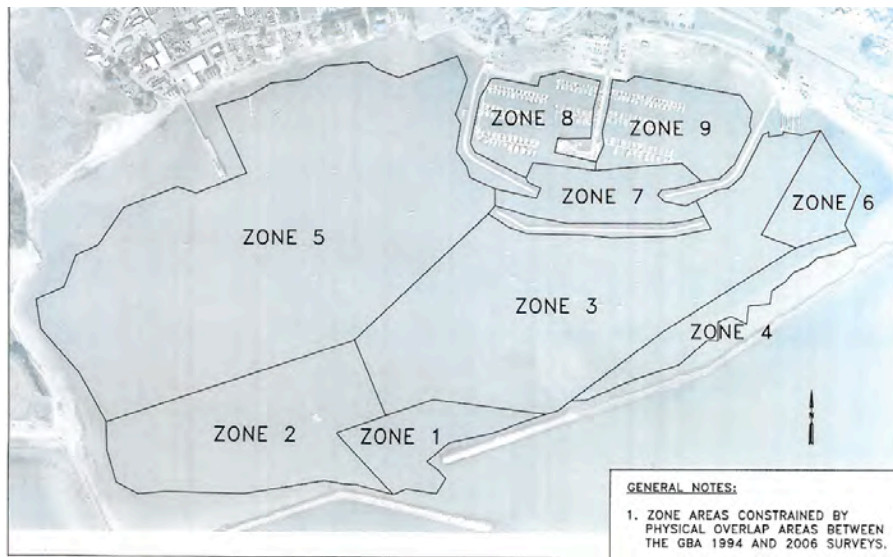 ZONE 8
ZONE 9
ZONE 7
ZONE 6
ZONE 5
ZONE 3
ZONE 4
ZONE 2
ZONE 1
N
GENERAL NOTES:
1. ZONE AREAS CONSTRAINED BY
PHYSICAL OVERLAP AREAS BETWEEN
THE GBA 1994 AND 2006 SURVEYS.